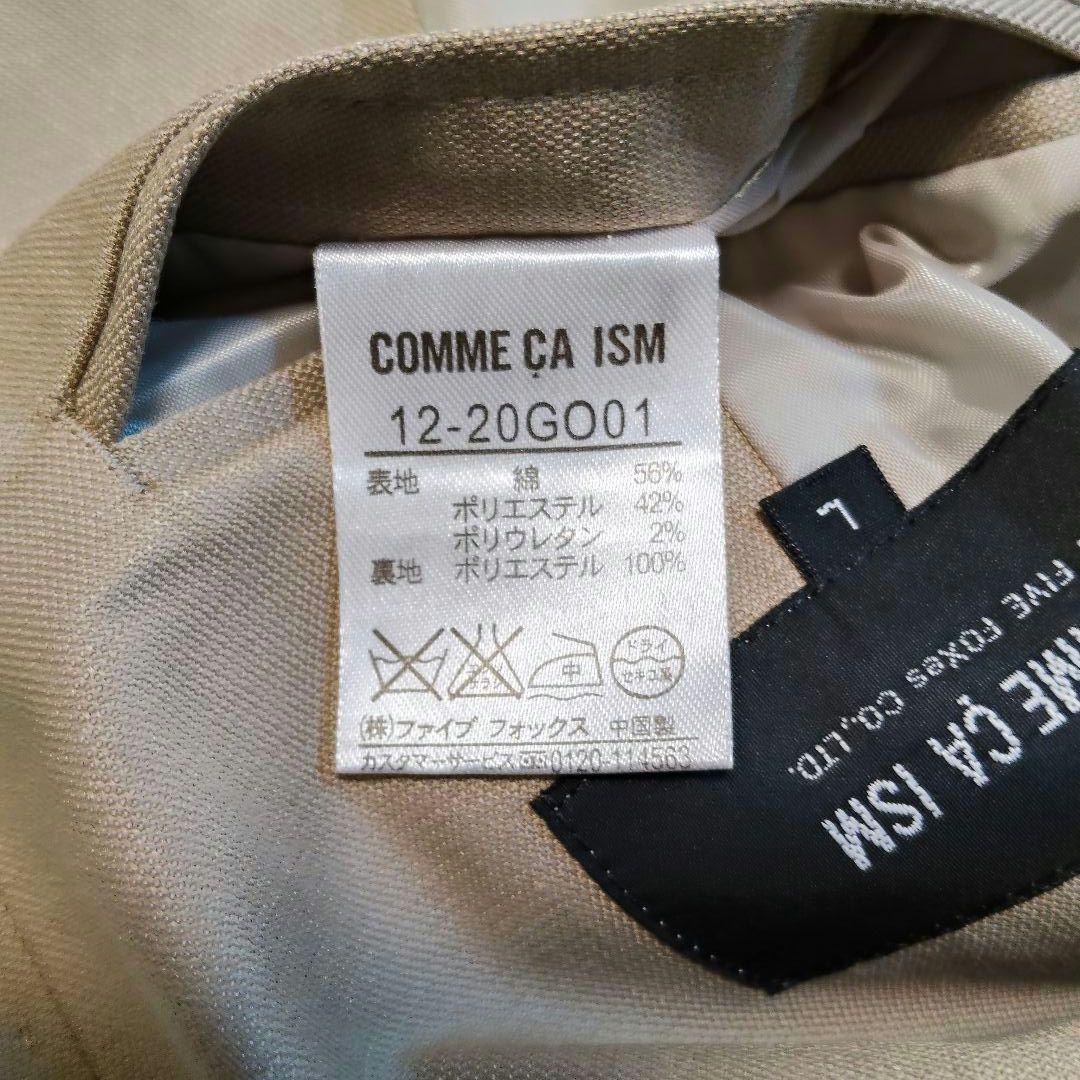 COMME ÇA ISM
12-20GO01
表地 綿 56%
ポリエステル 42%
ポリウレタン 2%
裏地 ポリエステル 100%
中 ドライ
セキユ系
(株)ファイブ フォックス 中国製
カスタマーサービス 0120-114563
L
MME ÇA ISM
FIVE FOXES CO.,LTD.